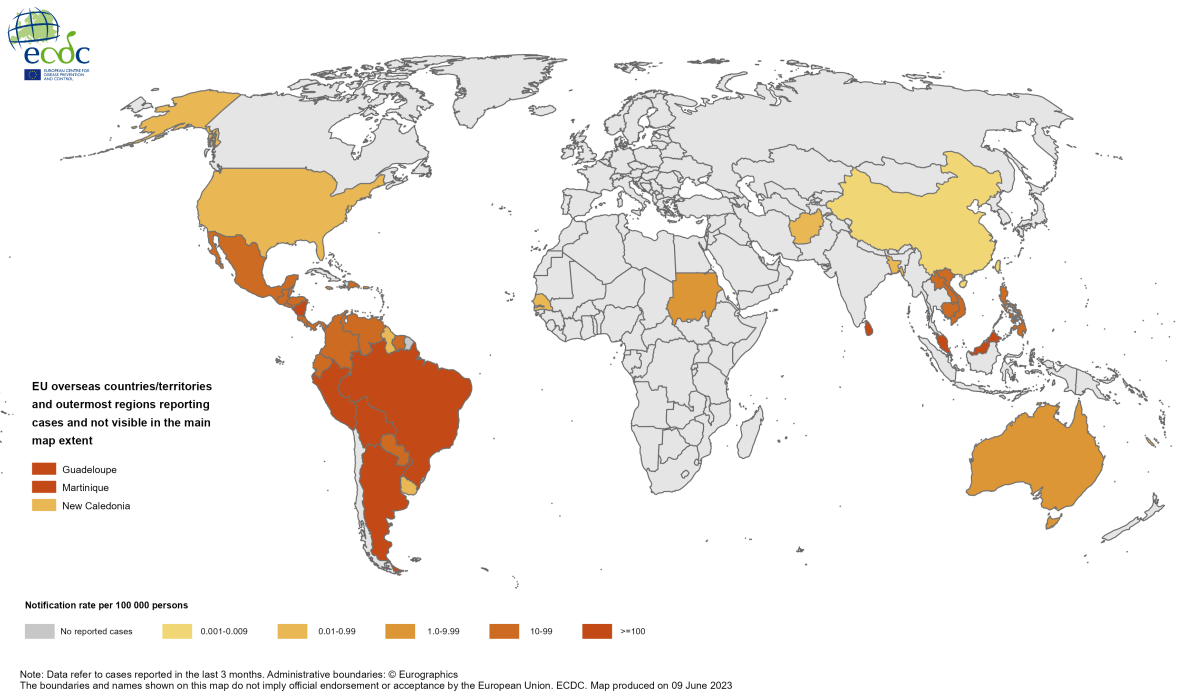 ecdc
EUROPEAN CENTRE FOR
DISEASE PREVENTION
AND CONTROL
EU overseas countries/territories
and outermost regions reporting
cases and not visible in the main
map extent
Guadeloupe
Martinique
New Caledonia
Notification rate per 100 000 persons
No reported cases
0.001-0.009
0.01-0.99
1.0-9.99
10-99
>=100
Note: Data refer to cases reported in the last 3 months. Administrative boundaries: © Eurographics
The boundaries and names shown on this map do not imply official endorsement or acceptance by the European Union. ECDC. Map produced on 09 June 2023